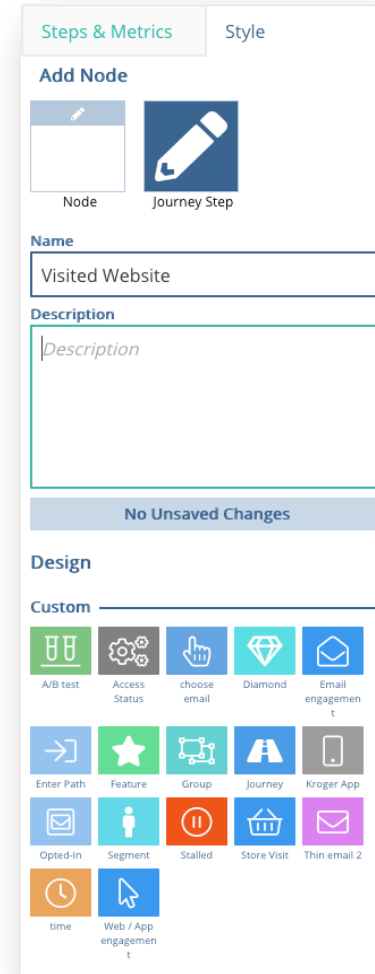 Steps & Metrics
Style
Add Node
Node
Journey Step
Name
Visited Website
Description
Description
No Unsaved Changes
Design
Custom
A/B test
Access
Status
choose
email
Diamond
Email
engagemen
t
Enter Path
Feature
Group
Journey
Kroger App
Opted-In
Segment
Stalled
Store Visit
Thin email 2
time
Web / App
engagemen
t